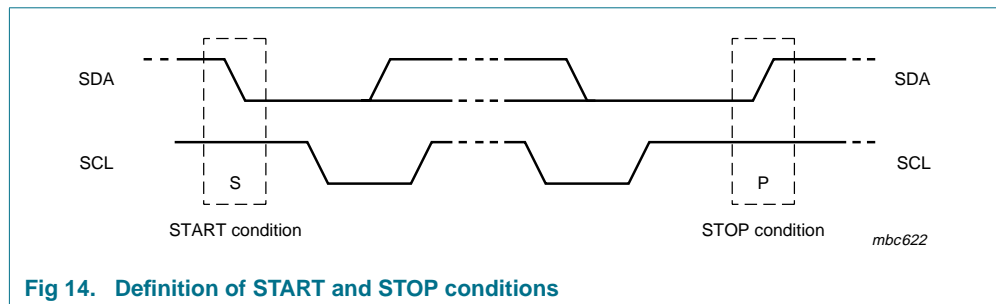 SDA SDA
SCL SCL
S P
START condition STOP condition
mbc622
Fig 14. Definition of START and STOP conditions